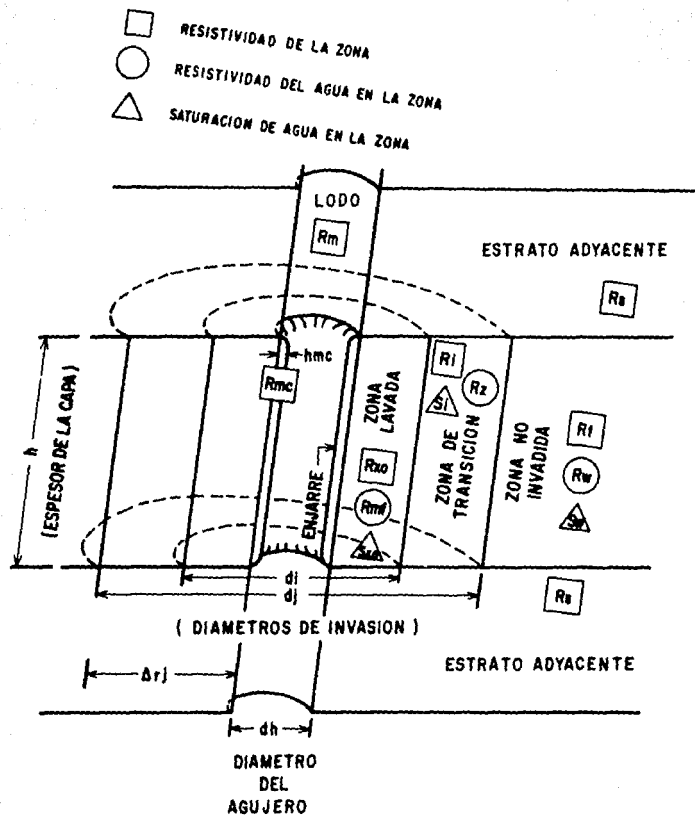 RESISTIVIDAD DE LA ZONA
RESISTIVIDAD DEL AGUA EN LA ZONA
SATURACION DE AGUA EN LA ZONA
LODO
Rm
ESTRATO ADYACENTE
Rs
hmc
Rmc
h
(ESPESOR DE LA CAPA)
ENJARRE
ZONA LAVADA
Rxo
Rmf
Sxo
Ri
Rz
Si
ZONA DE TRANSICION
ZONA NO INVADIDA
Rt
Rw
Sw
di
dj
( DIAMETROS DE INVASION )
Rs
ESTRATO ADYACENTE
Δrj
dh
DIAMETRO
DEL
AGUJERO